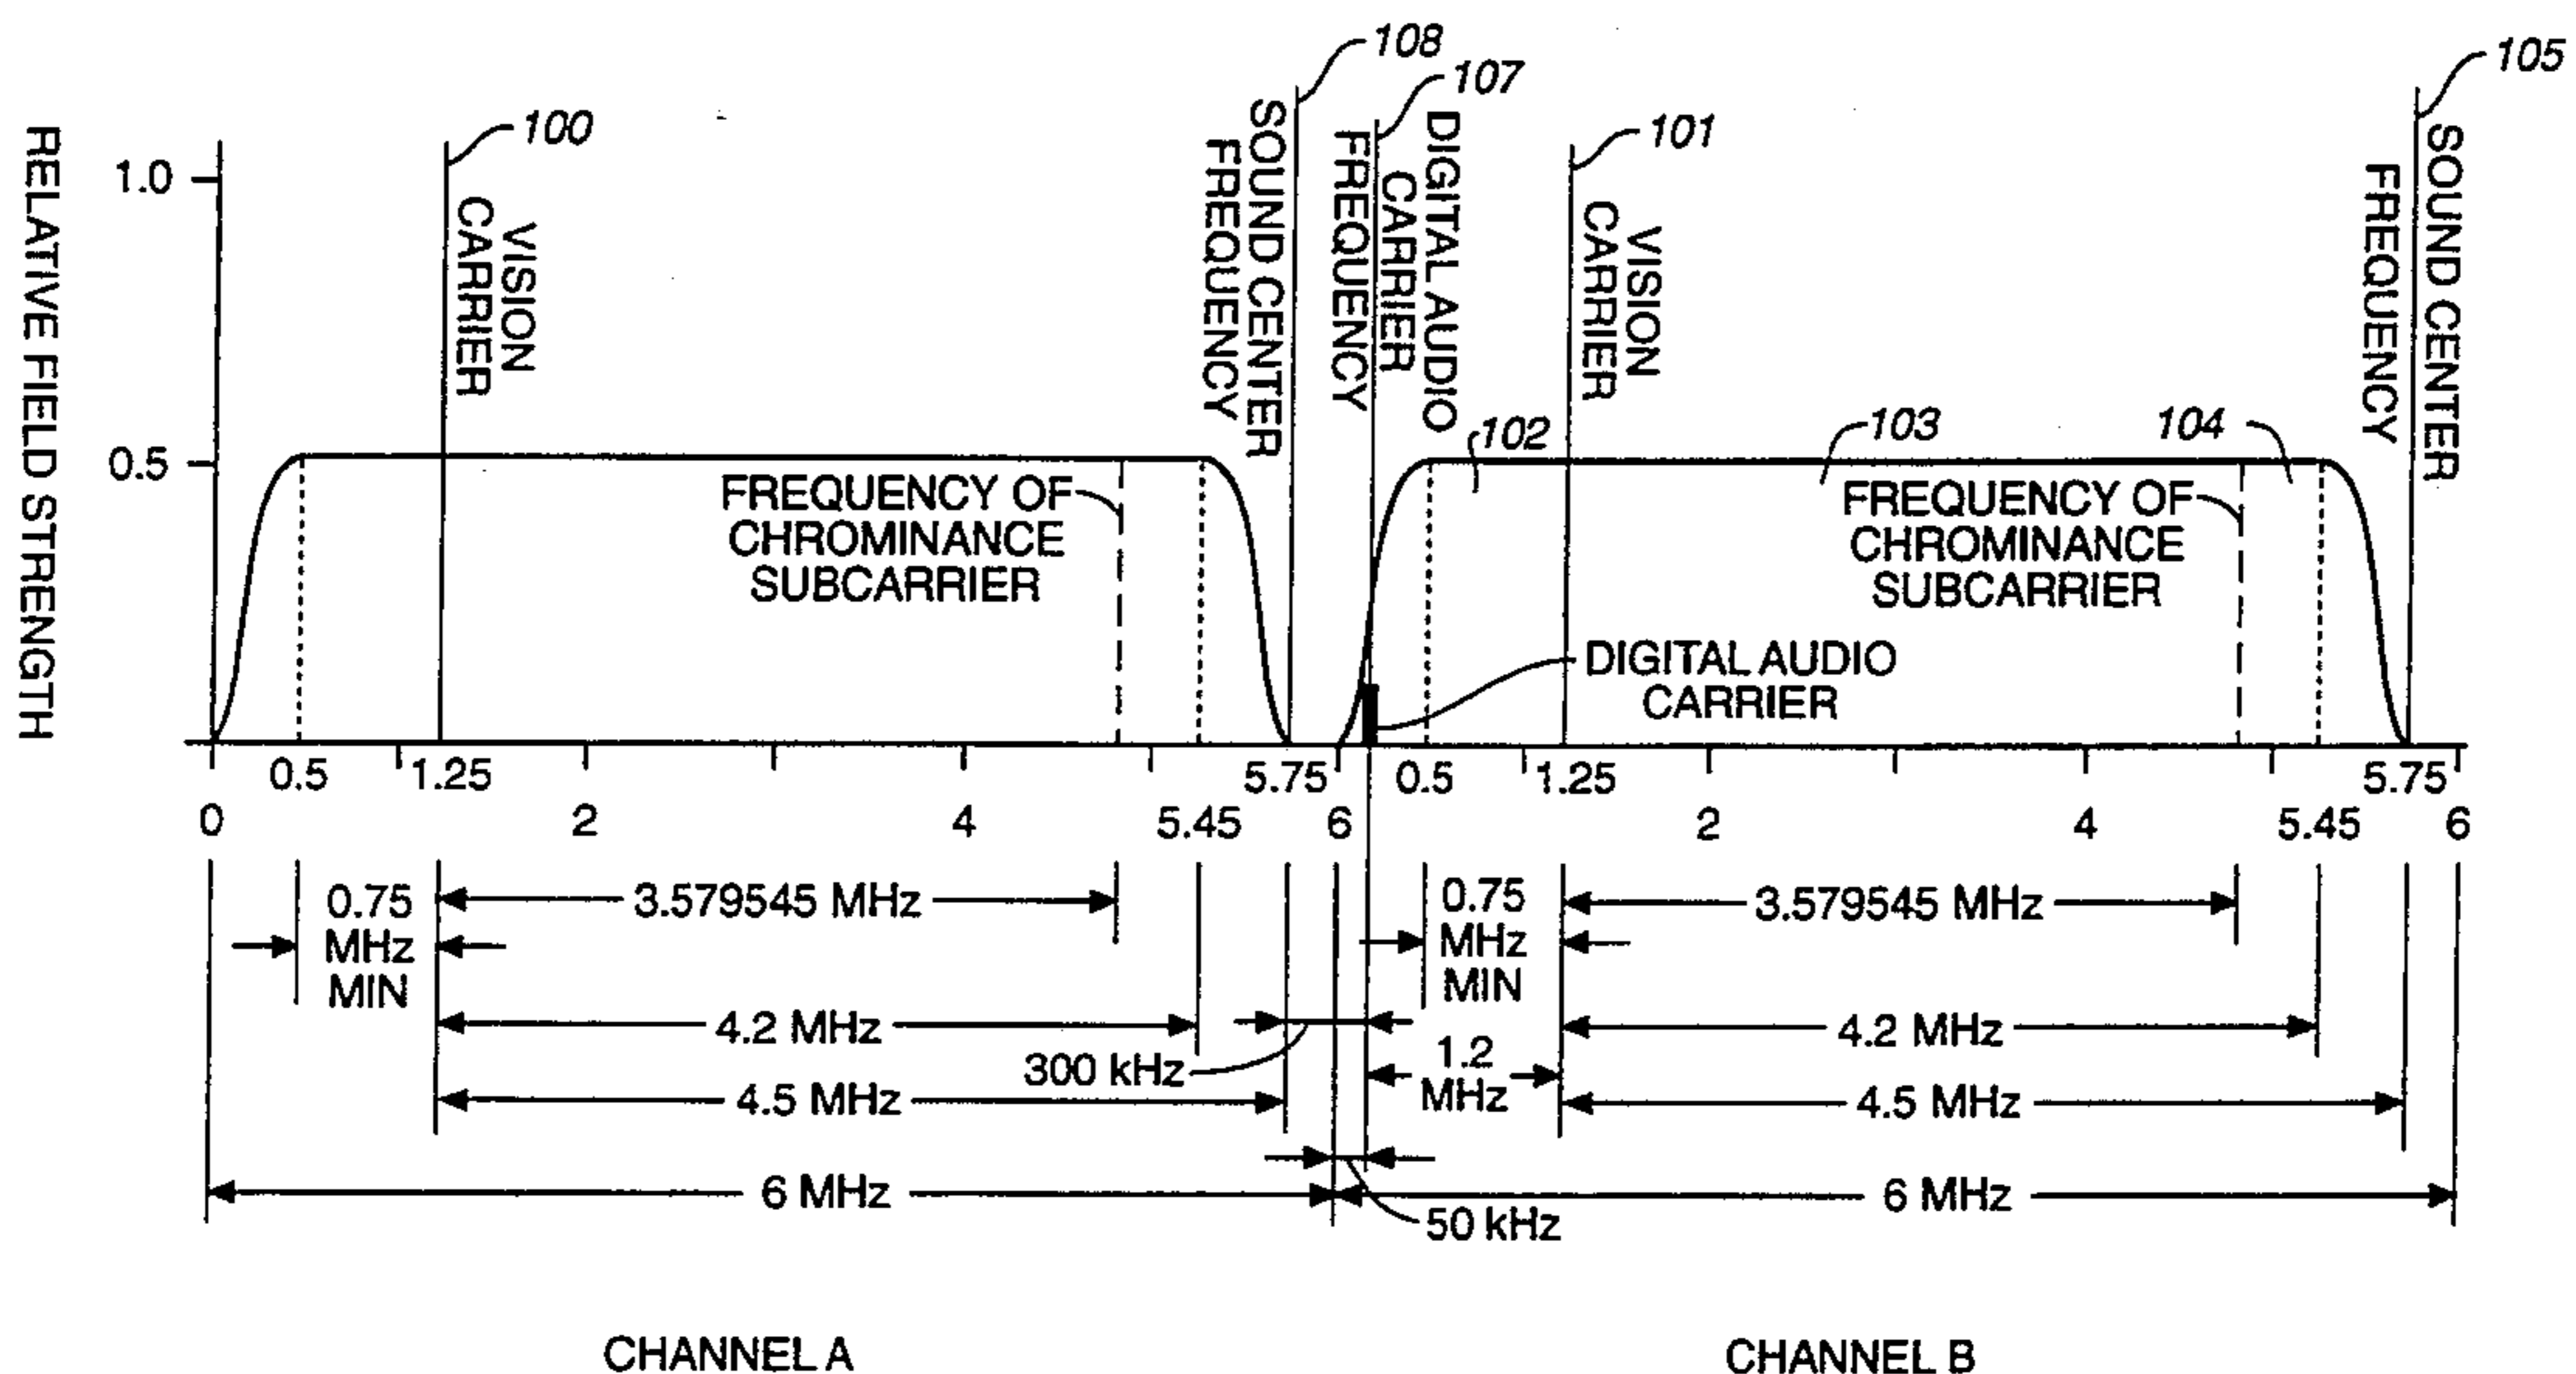 108
107
105
100
101
RELATIVE FIELD STRENGTH
1.0
0.5
VISION
CARRIER
SOUND CENTER
FREQUENCY
DIGITAL AUDIO
CARRIER
FREQUENCY
VISION
CARRIER
SOUND CENTER
FREQUENCY
102
103
104
FREQUENCY OF
CHROMINANCE
SUBCARRIER
FREQUENCY OF
CHROMINANCE
SUBCARRIER
DIGITAL AUDIO
CARRIER
0.5 1.25 5.75 0.5 1.25 5.75
0 2 4 5.45 6 2 4 5.45 6
0.75
MHz
MIN
3.579545 MHz
0.75
MHz
MIN
3.579545 MHz
4.2 MHz
4.2 MHz
300 kHz
1.2
MHz
4.5 MHz
4.5 MHz
6 MHz
6 MHz
50 kHz
CHANNEL A
CHANNEL B